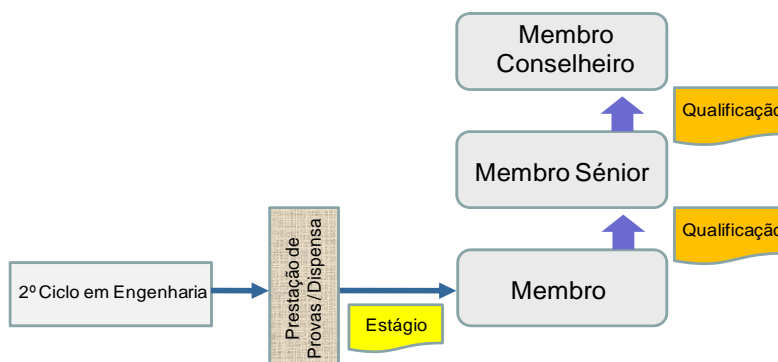 Membro
Conselheiro
Qualificação
Membro Sénior
Qualificação
Prestação de
Provas / Dispensa
2º Ciclo em Engenharia
Membro
Estágio